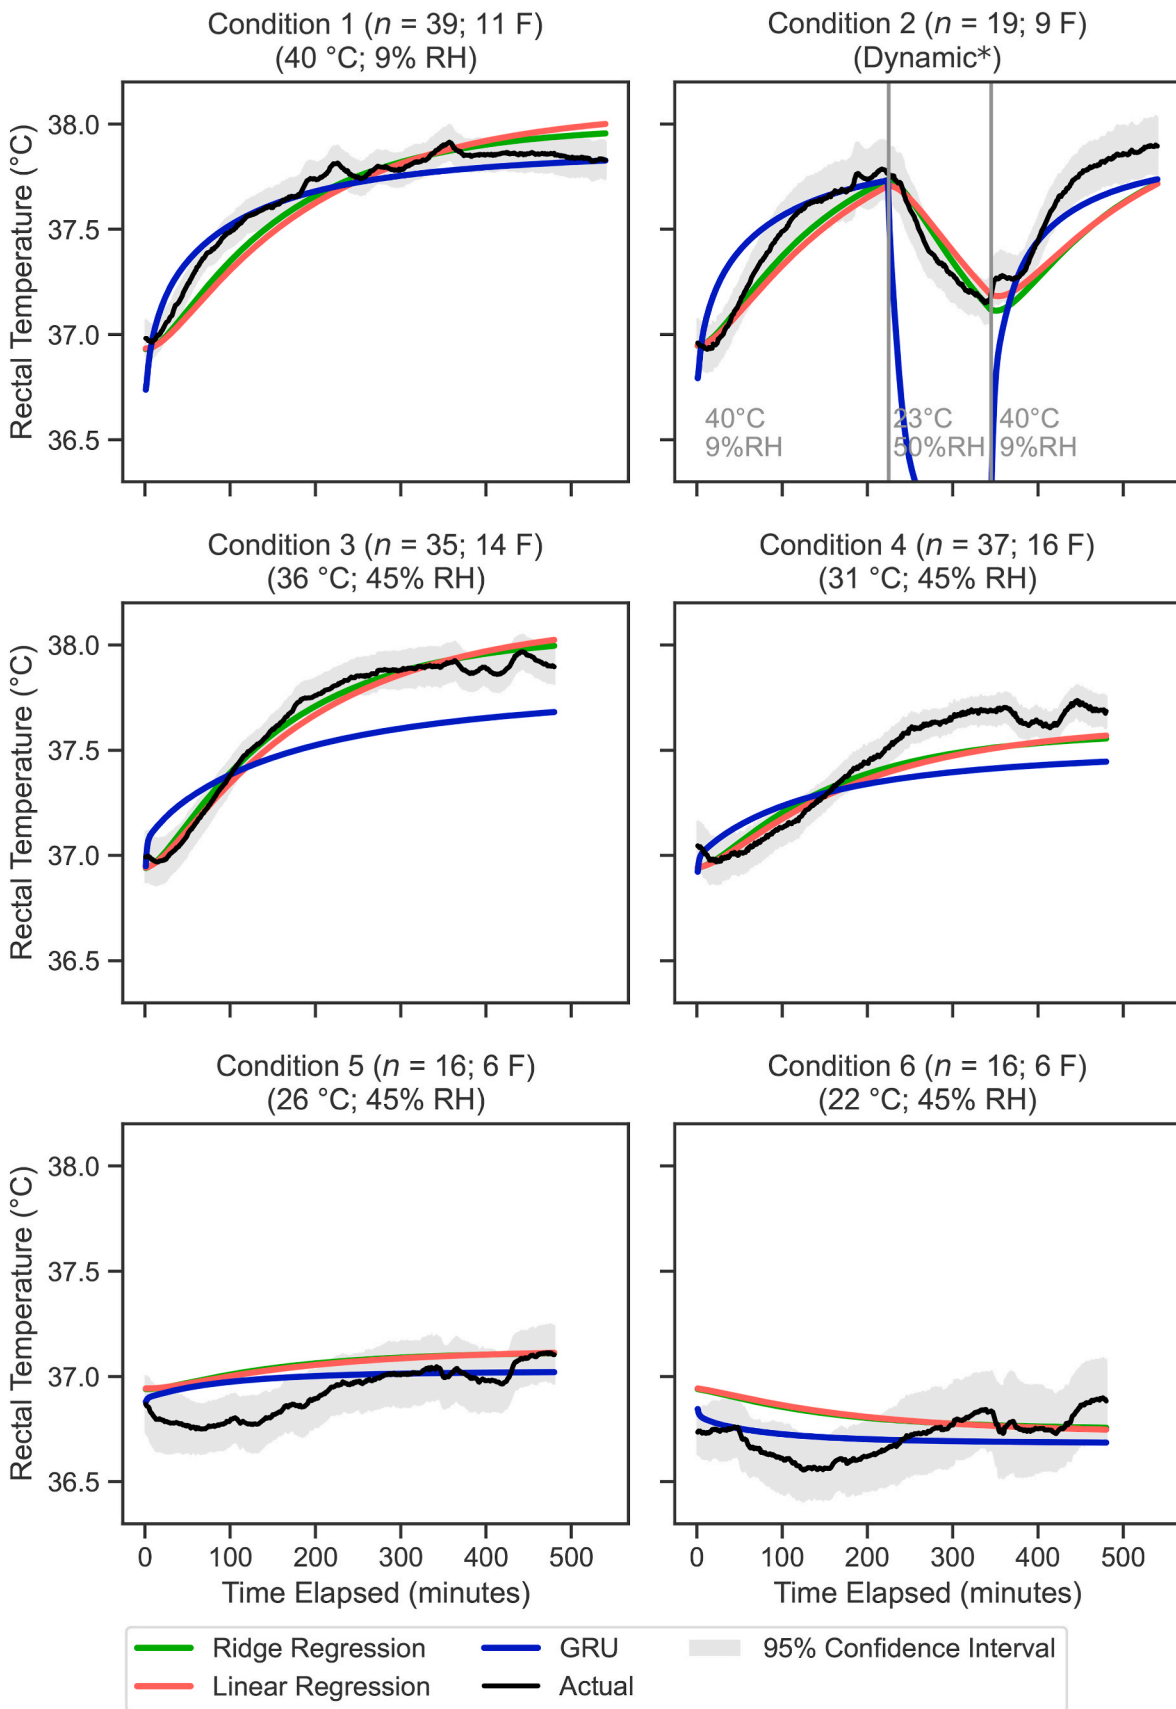 Condition 1 (n = 39; 11 F)
(40 °C; 9% RH)
Condition 2 (n = 19; 9 F)
(Dynamic*)
Rectal Temperature (°C)
38.0
37.5
37.0
36.5
40°C
9%RH
23°C
50%RH
40°C
9%RH
Condition 3 (n = 35; 14 F)
(36 °C; 45% RH)
Condition 4 (n = 37; 16 F)
(31 °C; 45% RH)
Rectal Temperature (°C)
38.0
37.5
37.0
36.5
Condition 5 (n = 16; 6 F)
(26 °C; 45% RH)
Condition 6 (n = 16; 6 F)
(22 °C; 45% RH)
Rectal Temperature (°C)
38.0
37.5
37.0
36.5
0 100 200 300 400 500
Time Elapsed (minutes)
0 100 200 300 400 500
Time Elapsed (minutes)
Ridge Regression
Linear Regression
GRU
Actual
95% Confidence Interval